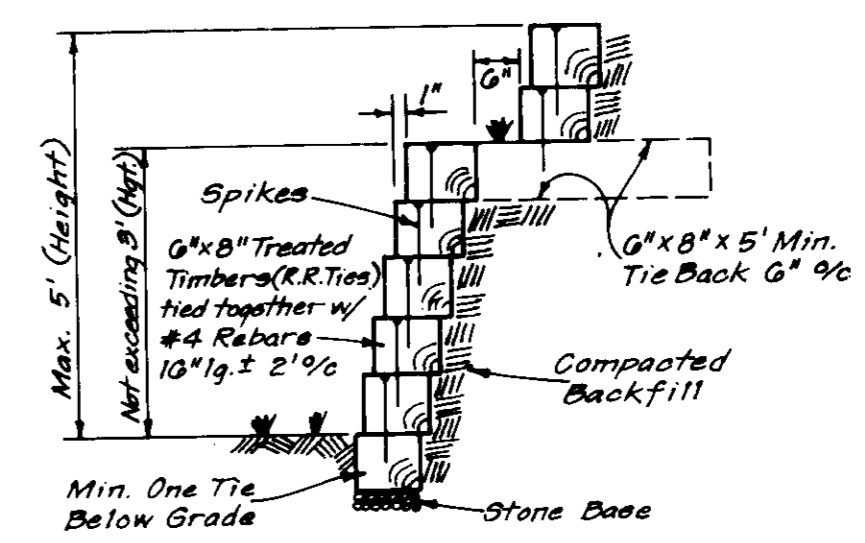 6"
1"
Max. 5' (Height)
Not exceeding 3' (Hgt.)
Spikes
6"x8" Treated
Timbers (R.R. Ties)
tied together w/
#4 Rebars
16" lg. ± 2' o/c
6"x8"x5' Min.
Tie Back 6" o/c
Compacted
Backfill
Min. One Tie
Below Grade
Stone Base